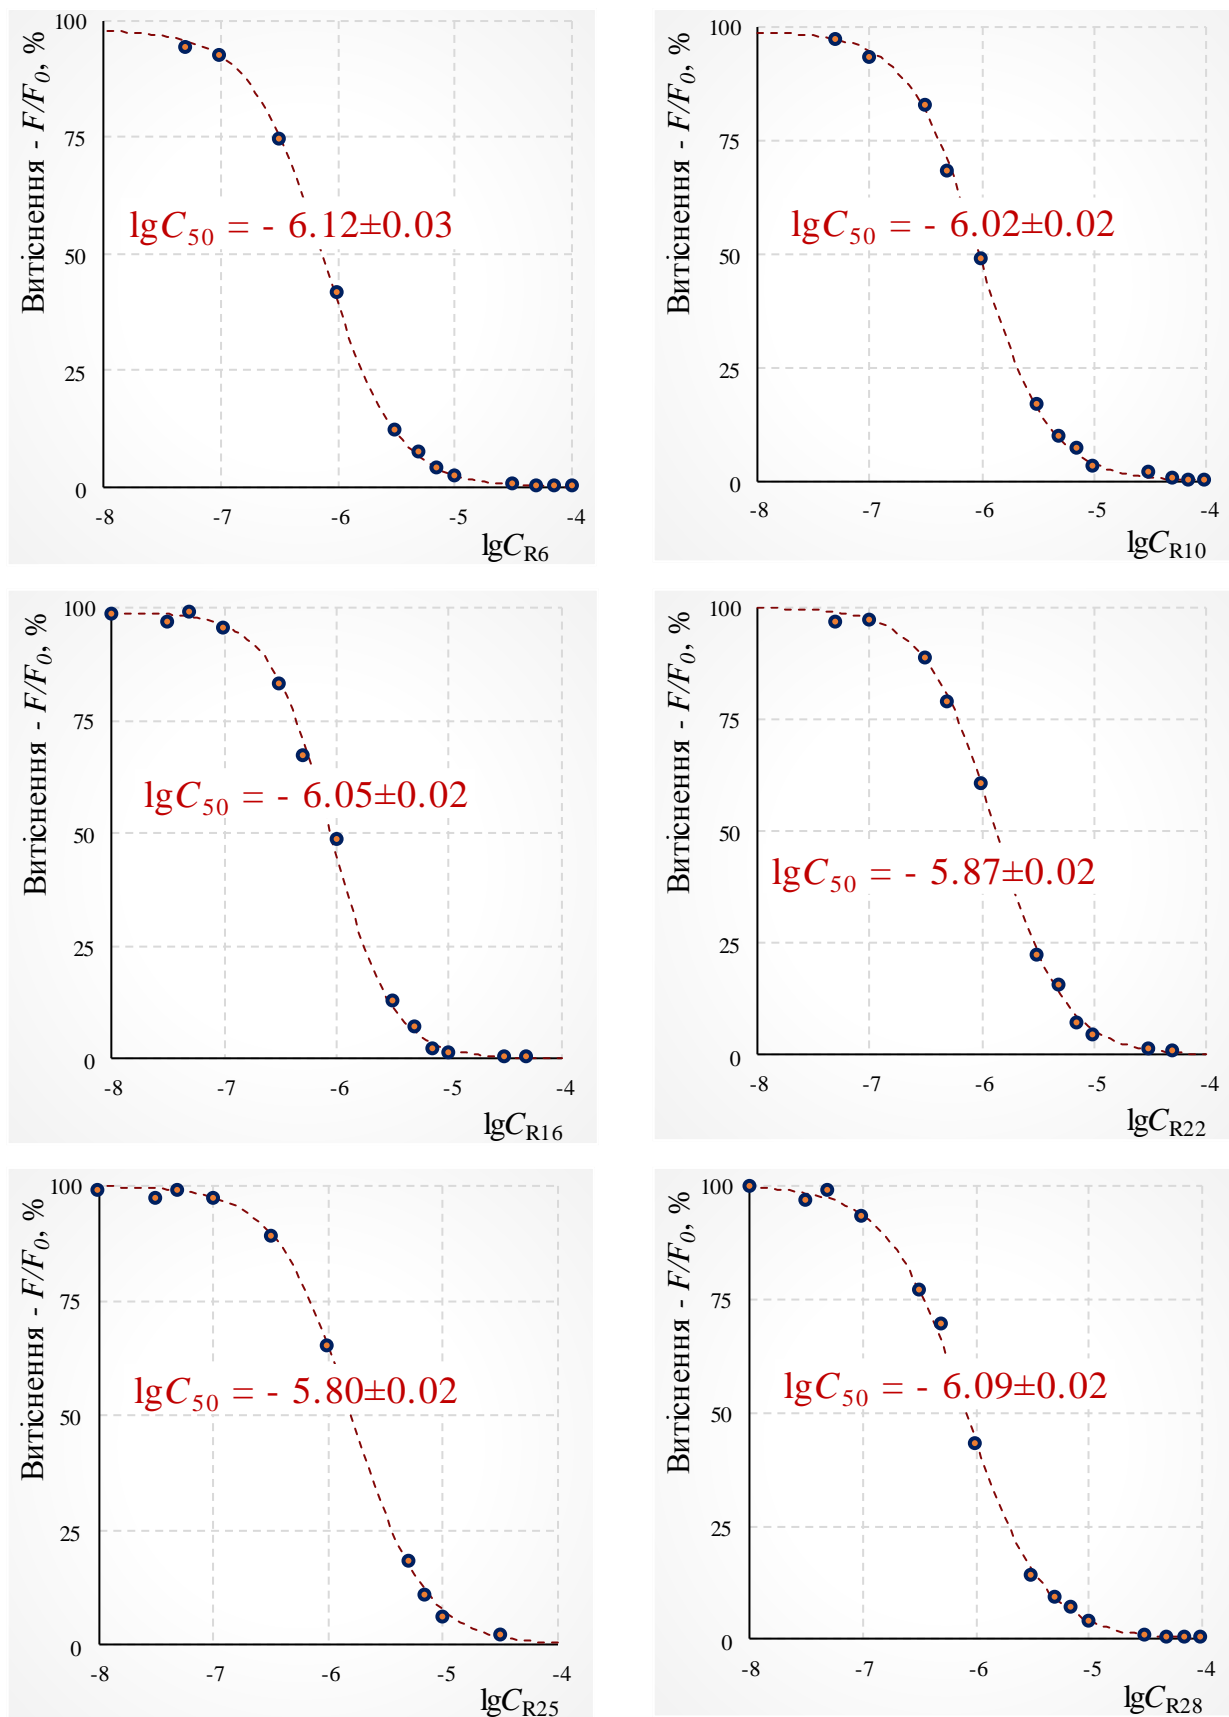 Витіснення - F/F0, %
100
75
50
25
0
lgC50 = - 6.12±0.03
-8 -7 -6 -5 -4
lgCR6
Витіснення - F/F0, %
100
75
50
25
0
lgC50 = - 6.02±0.02
-8 -7 -6 -5 -4
lgCR10
Витіснення - F/F0, %
100
75
50
25
0
lgC50 = - 6.05±0.02
-8 -7 -6 -5 -4
lgCR16
Витіснення - F/F0, %
100
75
50
25
0
lgC50 = - 5.87±0.02
-8 -7 -6 -5 -4
lgCR22
Витіснення - F/F0, %
100
75
50
25
0
lgC50 = - 5.80±0.02
-8 -7 -6 -5 -4
lgCR25
Витіснення - F/F0, %
100
75
50
25
0
lgC50 = - 6.09±0.02
-8 -7 -6 -5 -4
lgCR28